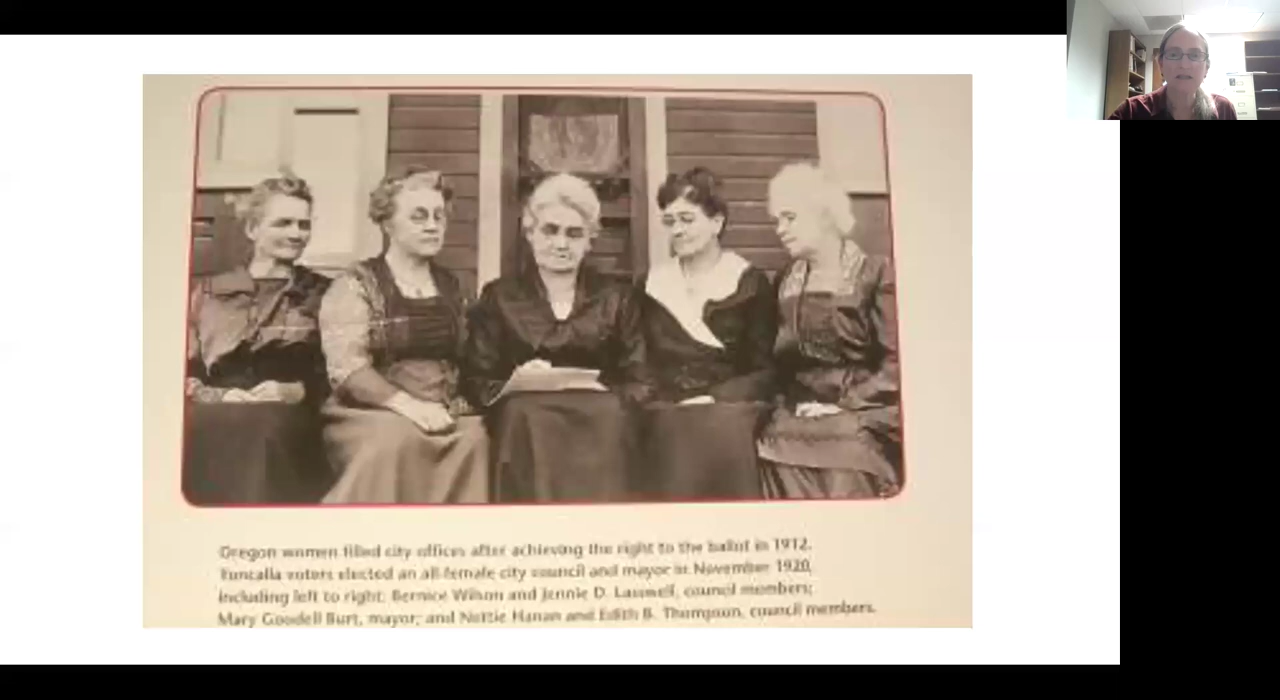 Oregon women filled city offices after achieving the right to the ballot in 1912.
Yoncalla voters elected an all-female city council and mayor in November 1920,
including left to right: Bernice Wilson and Jennie D. Lasswell, council members;
Mary Goodell Burt, mayor; and Nettie Hanan and Edith B. Thompson, council members.